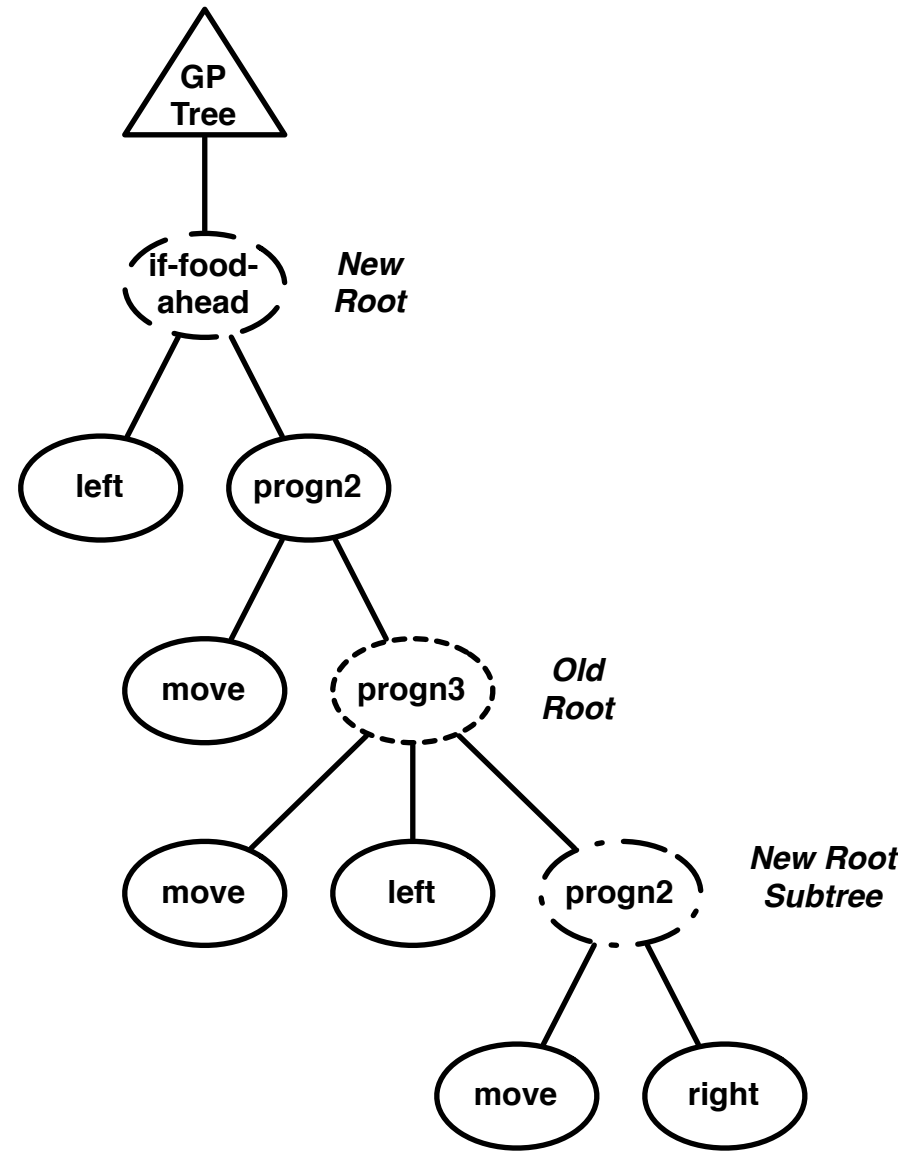 GP
Tree
if-food-
ahead
New
Root
left
progn2
move
progn3
Old
Root
move
left
progn2
New Root
Subtree
move
right